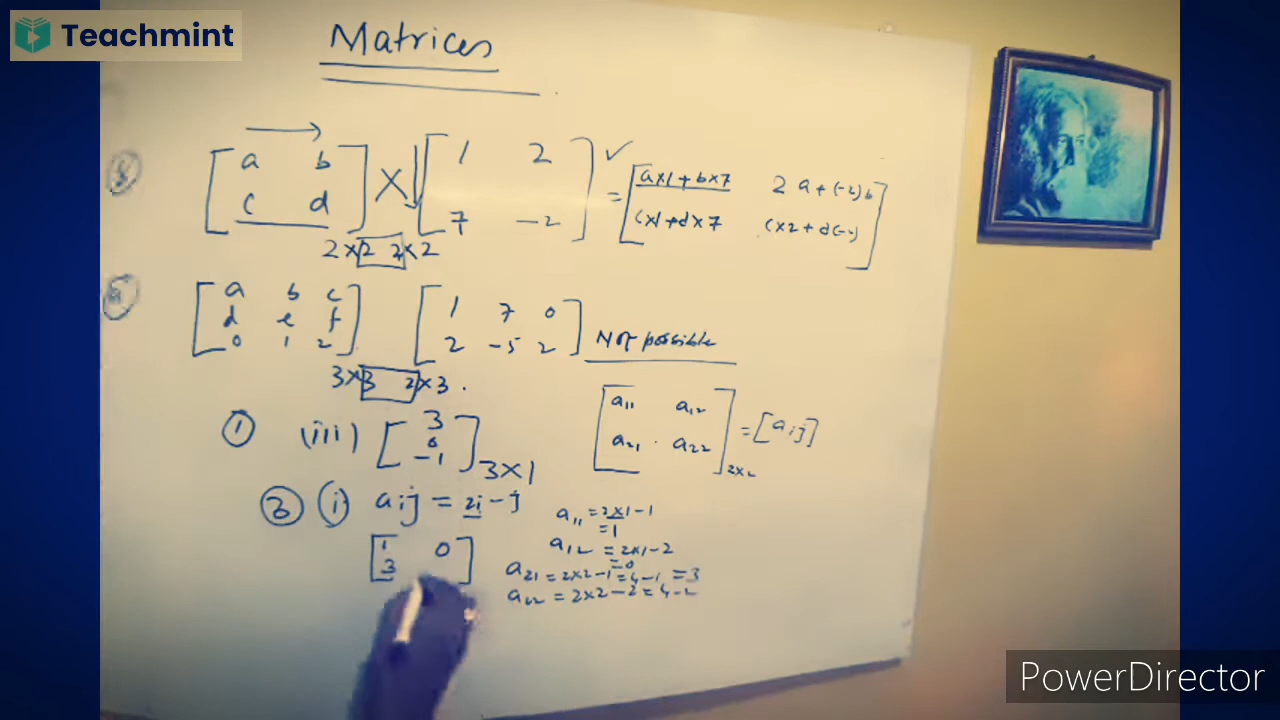 Teachmint
Matrices
[a b
c d] × [1 2
7 -2] ✓ = [a×1+b×7 2a+(-2)b
c×1+d×7 c×2+d(-2)]
2×2 2×2
[a b c
d e f
0 1 2] [1 7 0
2 -5 2] Not possible
3×3 2×3.
[a11 a12
a21 a22]2×2 = [aij]
① (iii) [3
0
-1]3×1
(i) aij = 2i-j
[1 0
3 ]
a11 = 2×1-1
=1
a12 = 2×1-2
=0
a21 = 2×2-1=4-1 =3
a22 = 2×2-2=4-2
PowerDirector